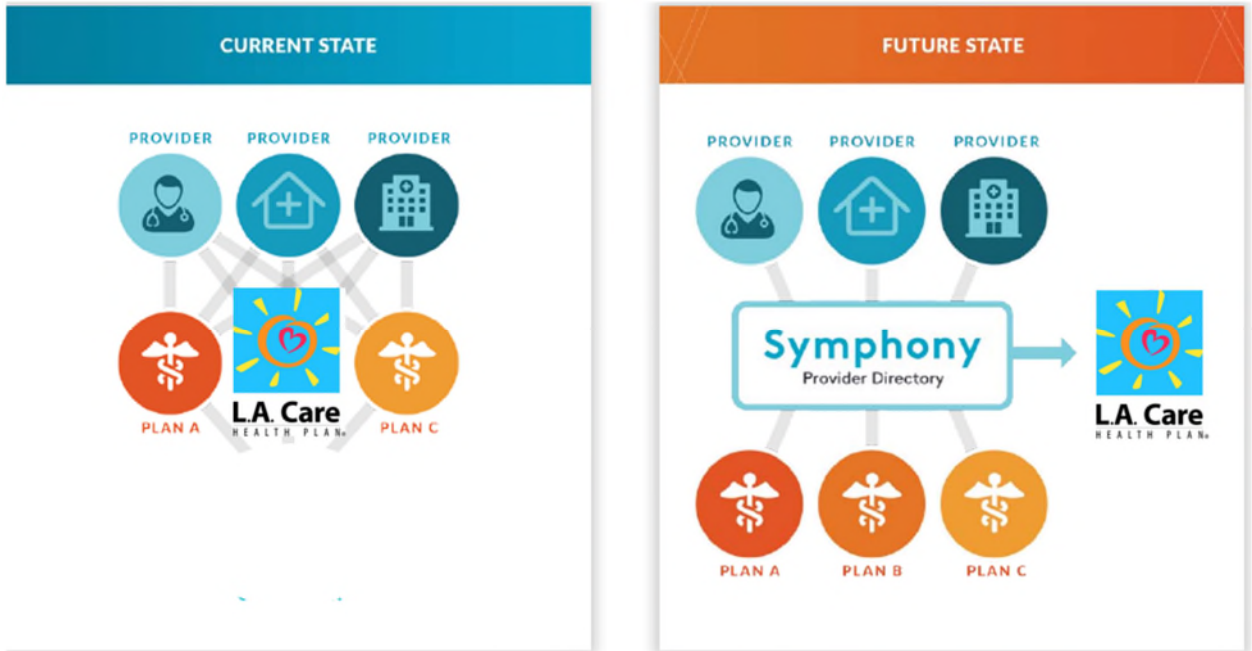 CURRENT STATE
PROVIDER PROVIDER PROVIDER
L.A. Care
HEALTH PLAN®
PLAN A
PLAN C
FUTURE STATE
PROVIDER PROVIDER PROVIDER
Symphony
Provider Directory
L.A. Care
HEALTH PLAN®
PLAN A PLAN B PLAN C